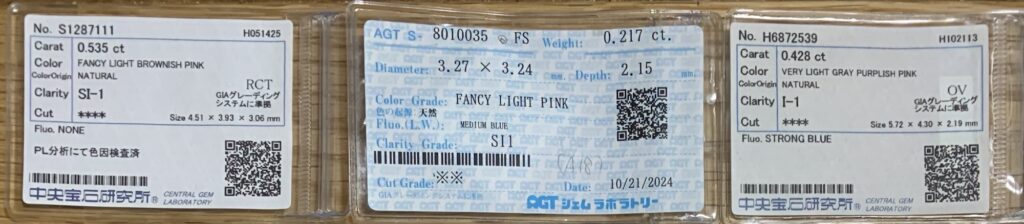 No. S1287111 H051425
Carat 0.535 ct
Color FANCY LIGHT BROWNISH PINK
ColorOrigin NATURAL
RCT
Clarity SI-1
GIAグレーディング
システムに準拠
Cut ****
Size 4.51 × 3.93 × 3.06 mm
Fluo. NONE
PL分析にて色因検査済
中央宝石研究所® CENTRAL GEM
LABORATORY
AGT S- 8010035 FS Weight: 0.217 ct.
Diameter: 3.27 × 3.24 mm. Depth: 2.15 mm.
Color Grade: FANCY LIGHT PINK
色の起源 天然
Fluo.(L.W.): MEDIUM BLUE
Clarity Grade: SI1
Cut Grade: ※※ Date: 10/21/2024
AGT ジェムラボラトリー
No. H6872539 H102113
Carat 0.428 ct
Color VERY LIGHT GRAY PURPLISH PINK
ColorOrigin NATURAL
OV
Clarity I-1
GIAグレーディング
システムに準拠
Cut ****
Size 5.72 × 4.30 × 2.19 mm
Fluo. STRONG BLUE
中央宝石研究所® CENTRAL GEM
LABORATORY